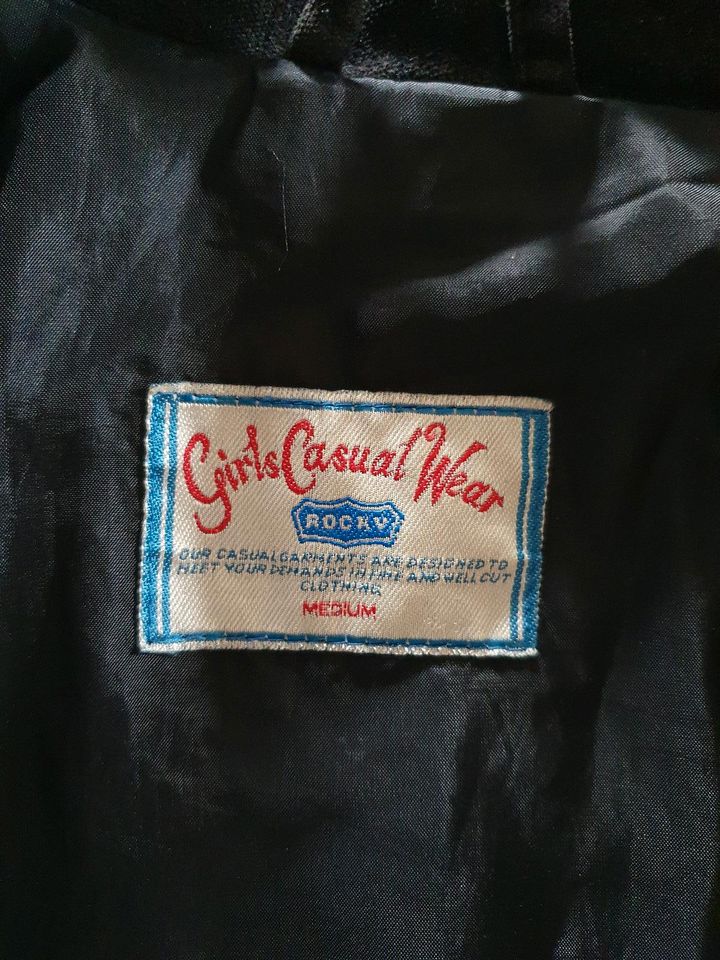 Girls Casual Wear
ROCKY
OUR CASUAL GARMENTS ARE DESIGNED TO
MEET YOUR DEMANDS IN FINE AND WELL CUT
CLOTHING
MEDIUM